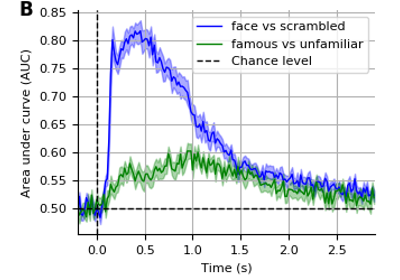 B
0.85
0.80
0.75
0.70
0.65
0.60
0.55
0.50
Area under curve (AUC)
face vs scrambled
famous vs unfamiliar
Chance level
0.0 0.5 1.0 1.5 2.0 2.5
Time (s)